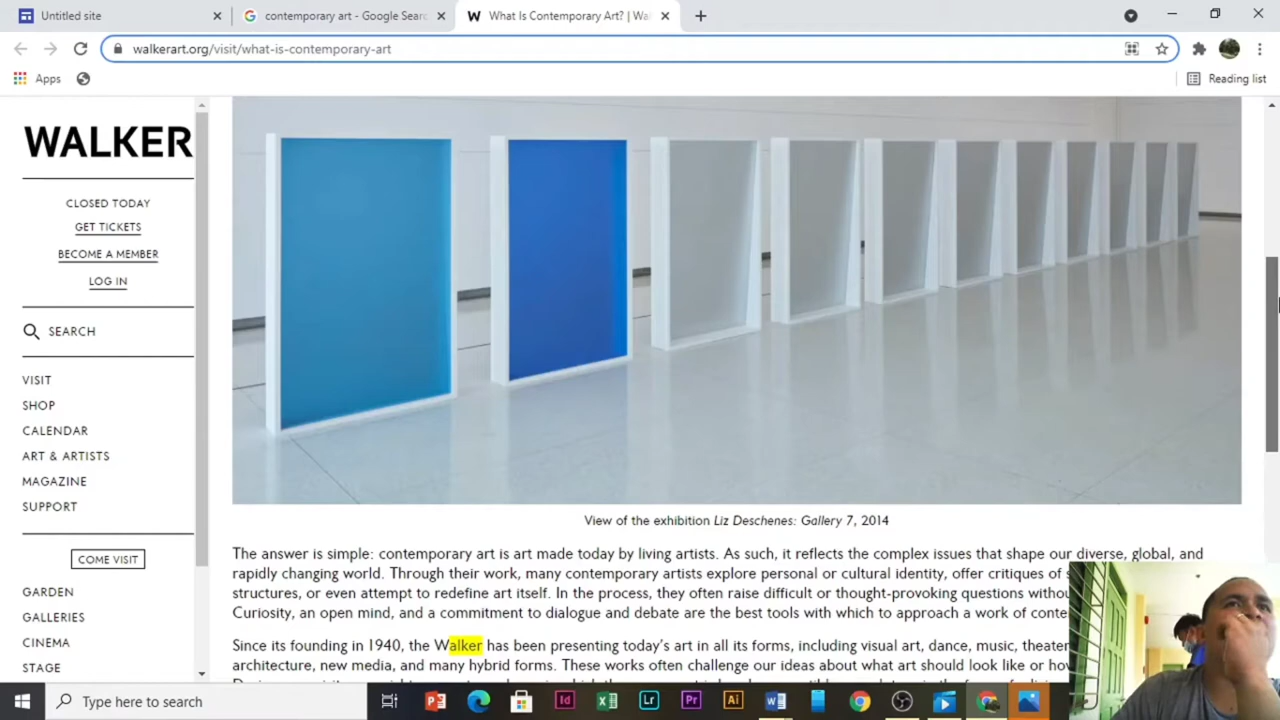 Untitled site
contemporary art - Google Searc
W What Is Contemporary Art? | Wal
walkerart.org/visit/what-is-contemporary-art
Apps
Reading list
WALKER
CLOSED TODAY
GET TICKETS
BECOME A MEMBER
LOG IN
SEARCH
VISIT
SHOP
CALENDAR
ART & ARTISTS
MAGAZINE
SUPPORT
COME VISIT
GARDEN
GALLERIES
CINEMA
STAGE
View of the exhibition Liz Deschenes: Gallery 7, 2014
The answer is simple: contemporary art is art made today by living artists. As such, it reflects the complex issues that shape our diverse, global, and
rapidly changing world. Through their work, many contemporary artists explore personal or cultural identity, offer critiques of
structures, or even attempt to redefine art itself. In the process, they often raise difficult or thought-provoking questions
Curiosity, an open mind, and a commitment to dialogue and debate are the best tools with which to approach a work of
Since its founding in 1940, the Walker has been presenting today's art in all its forms, including visual art, dance, music,
architecture, new media, and many hybrid forms. These works often challenge our ideas about what art should look like or
Type here to search
Id
Lr
Pr
Ai